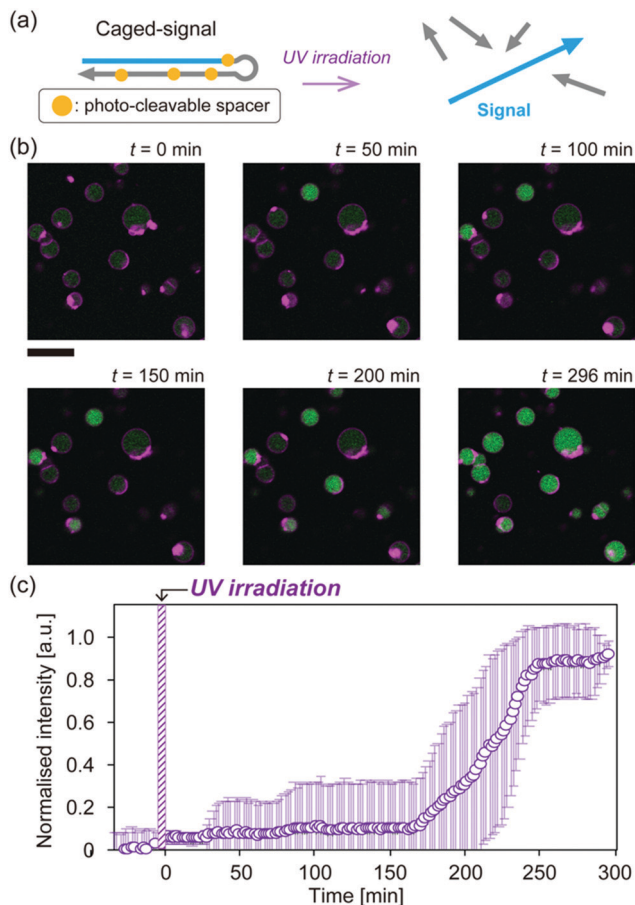 (a)
Caged-signal
UV irradiation
: photo-cleavable spacer
Signal
(b)
t = 0 min
t = 50 min
t = 100 min
t = 150 min
t = 200 min
t = 296 min
(c)
UV irradiation
Normalised intensity [a.u.]
1.0
0.8
0.6
0.4
0.2
0
0 50 100 150 200 250 300
Time [min]